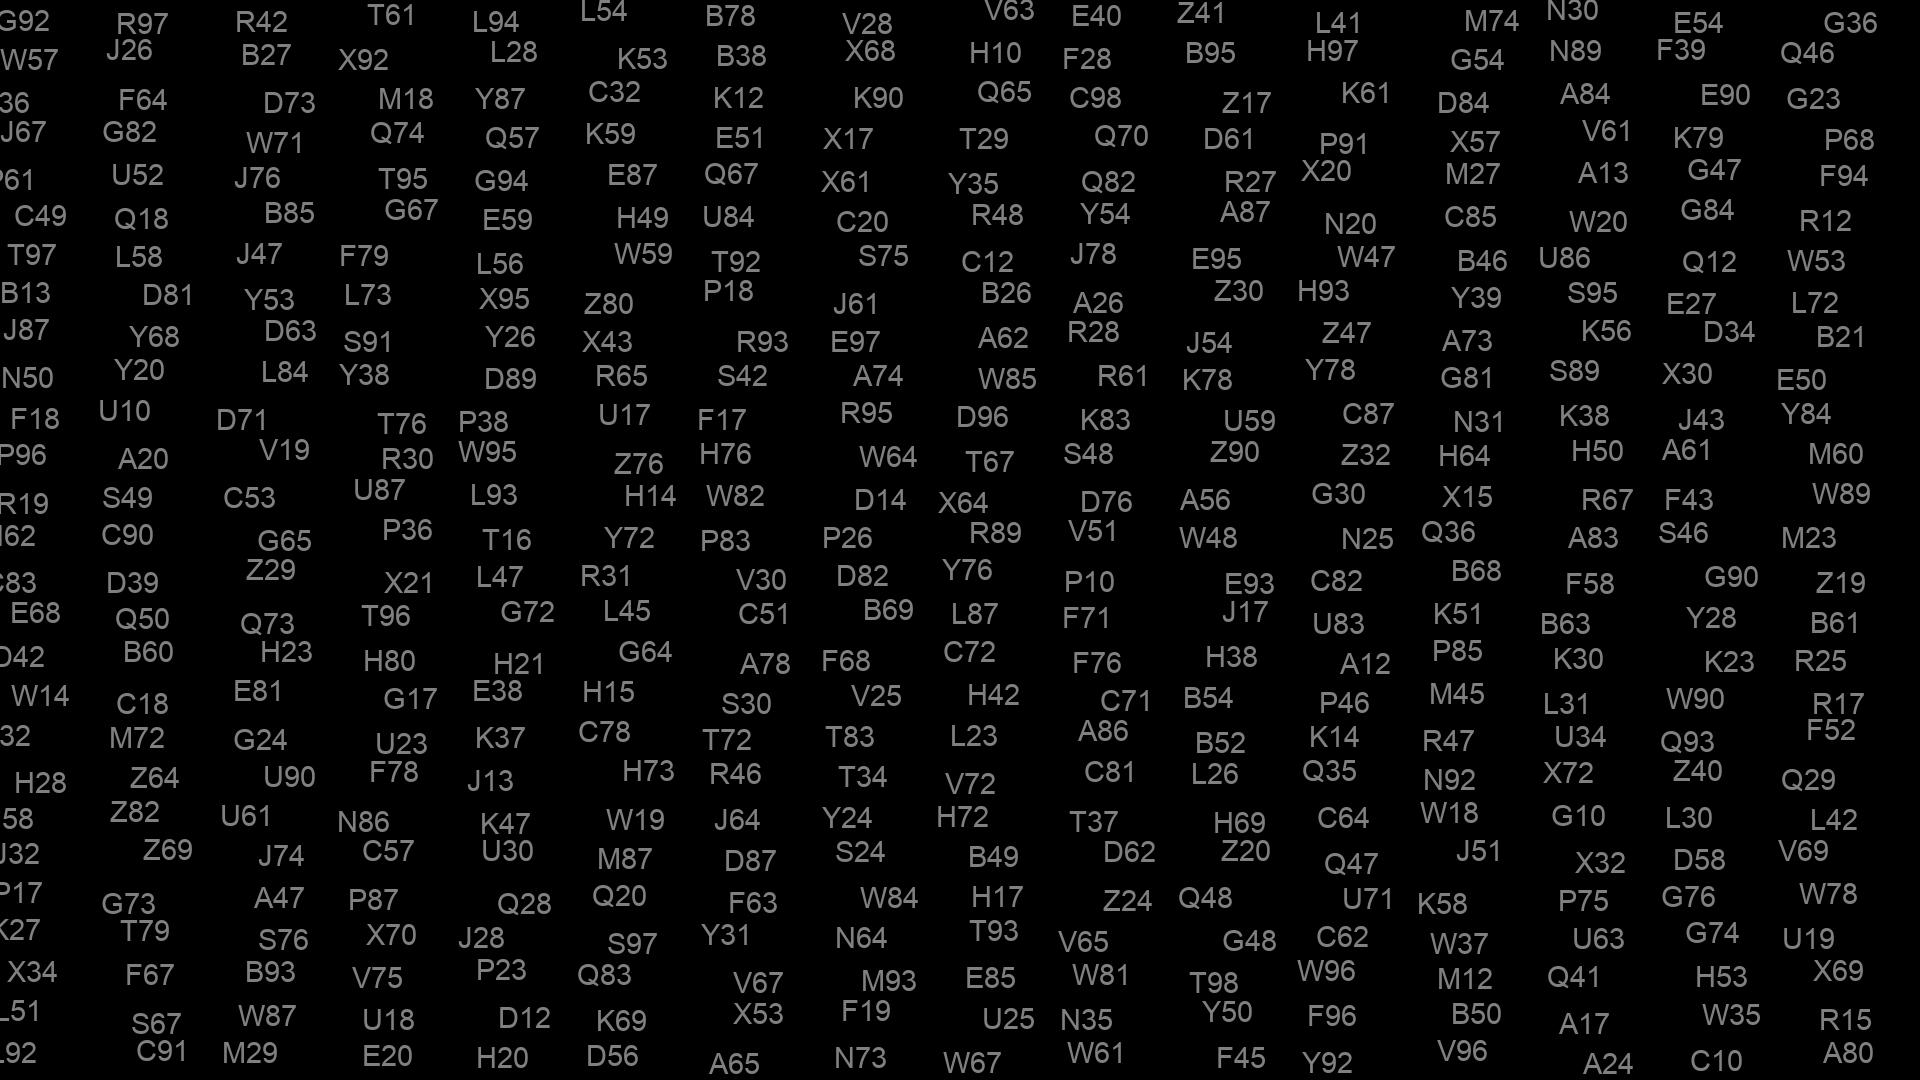 G92 R97 R42 T61 L94 L54 B78 V28 V63 E40 Z41 L41 M74 N30 E54 G36
W57 J26 B27 X92 L28 K53 B38 X68 H10 F28 B95 H97 G54 N89 F39 Q46
36 F64 D73 M18 Y87 C32 K12 K90 Q65 C98 Z17 K61 D84 A84 E90 G23
J67 G82 W71 Q74 Q57 K59 E51 X17 T29 Q70 D61 P91 X57 V61 K79 P68
P61 U52 J76 T95 G94 E87 Q67 X61 Y35 Q82 R27 X20 M27 A13 G47 F94
C49 Q18 B85 G67 E59 H49 U84 C20 R48 Y54 A87 N20 C85 W20 G84 R12
T97 L58 J47 F79 L56 W59 T92 S75 C12 J78 E95 W47 B46 U86 Q12 W53
B13 D81 Y53 L73 X95 Z80 P18 J61 B26 A26 Z30 H93 Y39 S95 E27 L72
J87 Y68 D63 S91 Y26 X43 R93 E97 A62 R28 J54 Z47 A73 K56 D34 B21
N50 Y20 L84 Y38 D89 R65 S42 A74 W85 R61 K78 Y78 G81 S89 X30 E50
F18 U10 D71 T76 P38 U17 F17 R95 D96 K83 U59 C87 N31 K38 J43 Y84
P96 A20 V19 R30 W95 Z76 H76 W64 T67 S48 Z90 Z32 H64 H50 A61 M60
R19 S49 C53 U87 L93 H14 W82 D14 X64 D76 A56 G30 X15 R67 F43 W89
62 C90 G65 P36 T16 Y72 P83 P26 R89 V51 W48 N25 Q36 A83 S46 M23
C83 D39 Z29 X21 L47 R31 V30 D82 Y76 P10 E93 C82 B68 F58 G90 Z19
E68 Q50 Q73 T96 G72 L45 C51 B69 L87 F71 J17 U83 K51 B63 Y28 B61
D42 B60 H23 H80 H21 G64 A78 F68 C72 F76 H38 A12 P85 K30 K23 R25
W14 C18 E81 G17 E38 H15 S30 V25 H42 C71 B54 P46 M45 L31 W90 R17
32 M72 G24 U23 K37 C78 T72 T83 L23 A86 B52 K14 R47 U34 Q93 F52
H28 Z64 U90 F78 J13 H73 R46 T34 V72 C81 L26 Q35 N92 X72 Z40 Q29
58 Z82 U61 N86 K47 W19 J64 Y24 H72 T37 H69 C64 W18 G10 L30 L42
J32 Z69 J74 C57 U30 M87 D87 S24 B49 D62 Z20 Q47 J51 X32 D58 V69
P17 G73 A47 P87 Q28 Q20 F63 W84 H17 Z24 Q48 U71 K58 P75 G76 W78
K27 T79 S76 X70 J28 S97 Y31 N64 T93 V65 G48 C62 W37 U63 G74 U19
X34 F67 B93 V75 P23 Q83 V67 M93 E85 W81 T98 W96 M12 Q41 H53 X69
L51 S67 W87 U18 D12 K69 X53 F19 U25 N35 Y50 F96 B50 A17 W35 R15
92 C91 M29 E20 H20 D56 A65 N73 W67 W61 F45 Y92 V96 A24 C10 A80